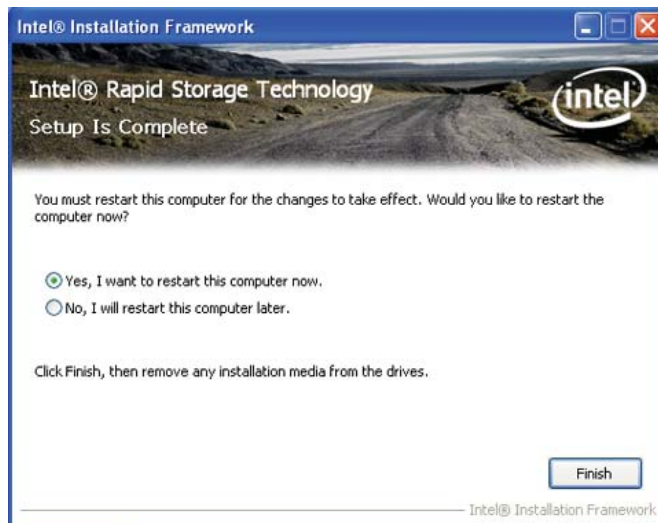 Intel® Installation Framework
Intel® Rapid Storage Technology
Setup Is Complete
intel
You must restart this computer for the changes to take effect. Would you like to restart the
computer now?
Yes, I want to restart this computer now.
No, I will restart this computer later.
Click Finish, then remove any installation media from the drives.
Finish
Intel® Installation Framework